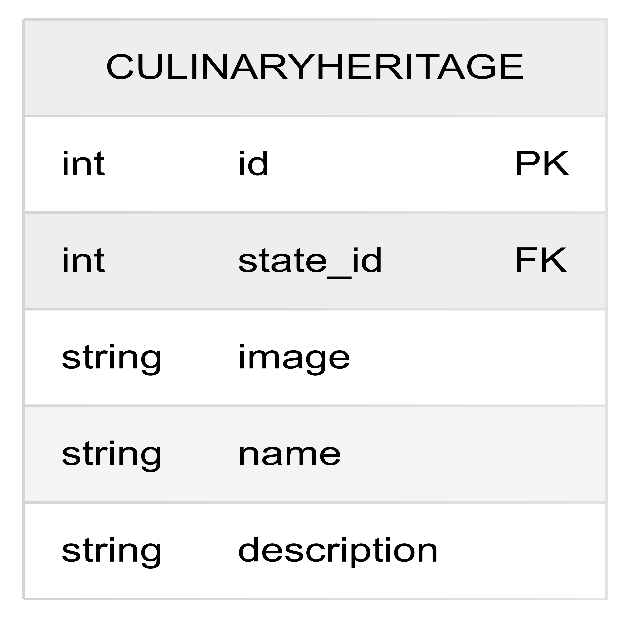 CULINARYHERITAGE
int id PK
int state_id FK
string image
string name
string description